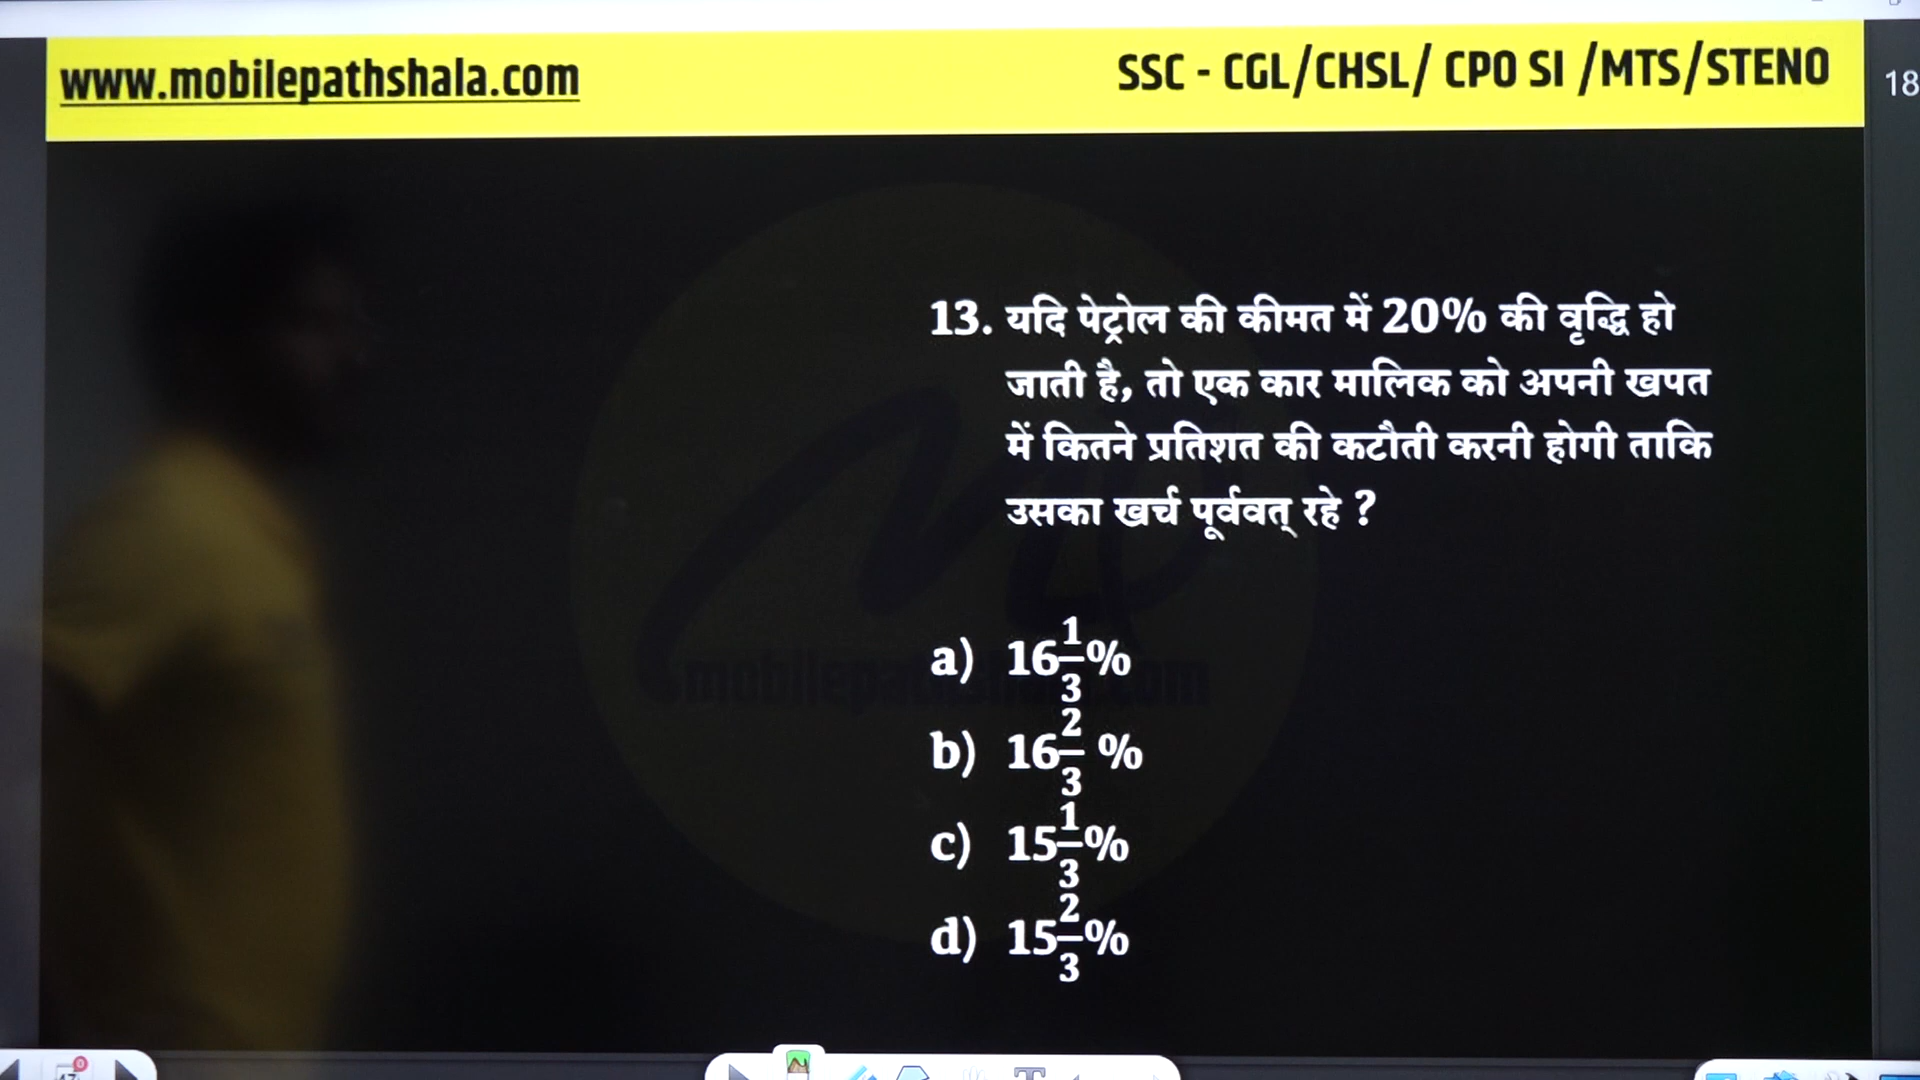 www.mobilepathshala.com
SSC - CGL/CHSL/ CPO SI /MTS/STENO
18
13. यदि पेट्रोल की कीमत में 20% की वृद्धि हो
जाती है, तो एक कार मालिक को अपनी खपत
में कितने प्रतिशत की कटौती करनी होगी ताकि
उसका खर्च पूर्ववत् रहे ?
a) 16 1/3%
b) 16 2/3 %
c) 15 1/3%
d) 15 2/3%
mobilepathshala.com